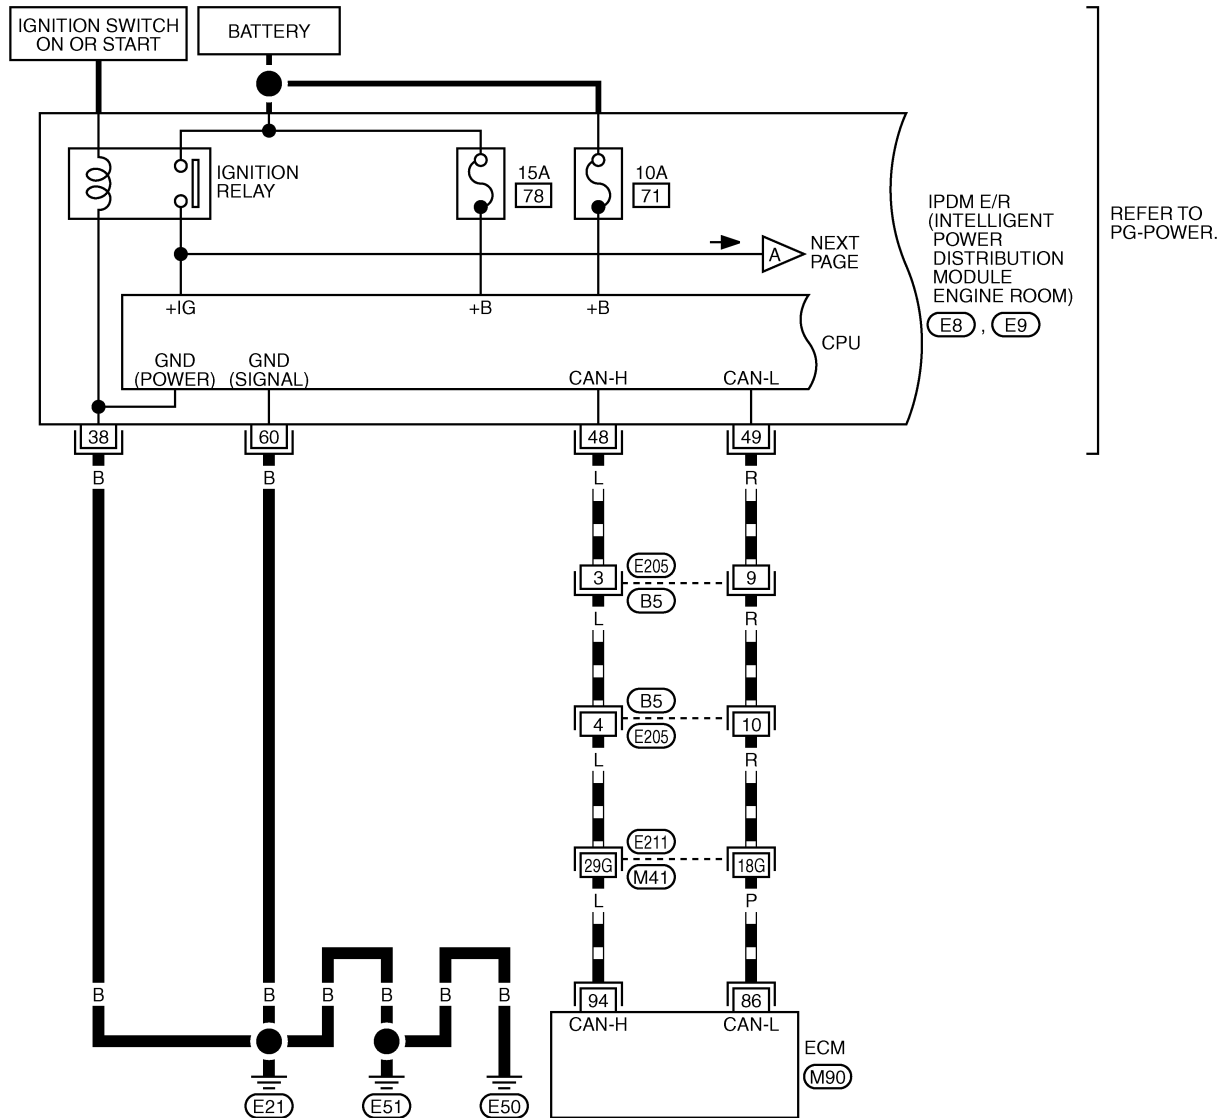 IGNITION SWITCH
ON OR START
BATTERY
IGNITION
RELAY
15A
78
10A
71
A
NEXT
PAGE
IPDM E/R
(INTELLIGENT
POWER
DISTRIBUTION
MODULE
ENGINE ROOM)
E8 , E9
REFER TO
PG-POWER.
+IG
+B
+B
CPU
GND
(POWER)
GND
(SIGNAL)
CAN-H
CAN-L
38
60
48
49
B
B
L
R
3
E205
B5
9
L
R
4
B5
E205
10
L
R
29G
E211
M41
18G
L
P
B
B
B
B
B
B
94
86
CAN-H
CAN-L
ECM
M90
E21
E51
E50